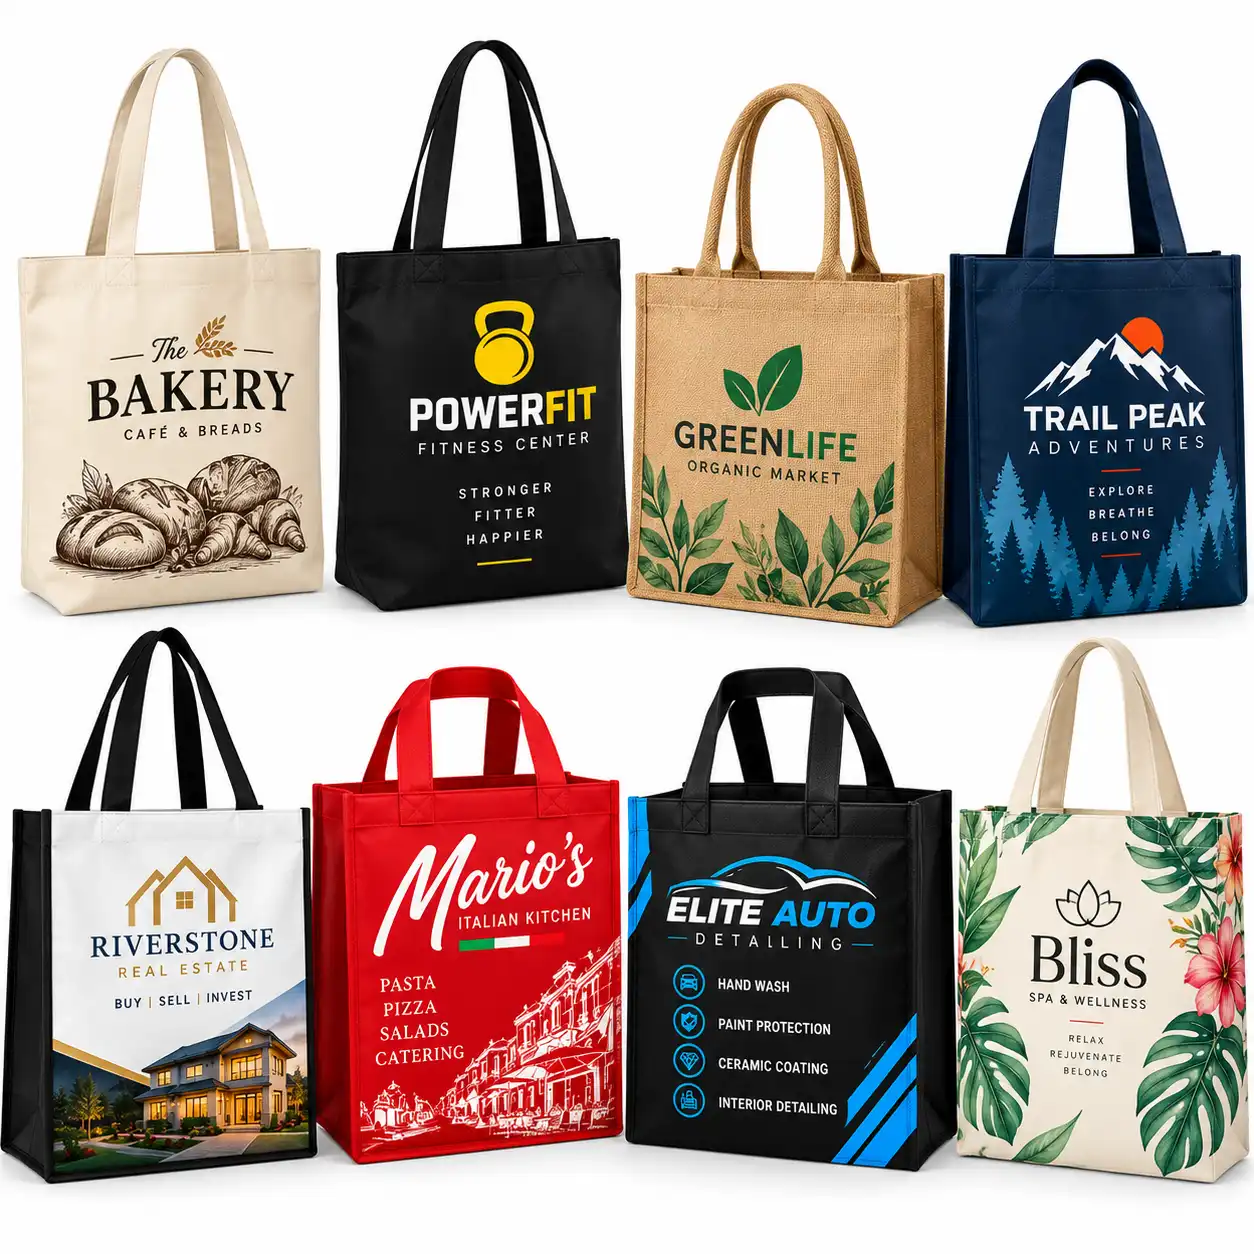 The
BAKERY
CAFÉ & BREADS
POWERFIT
FITNESS CENTER
STRONGER
FITTER
HAPPIER
GREENLIFE
ORGANIC MARKET
TRAIL PEAK
ADVENTURES
EXPLORE
BREATHE
BELONG
RIVERSTONE
REAL ESTATE
BUY | SELL | INVEST
Mario's
ITALIAN KITCHEN
PASTA
PIZZA
SALADS
CATERING
ELITE AUTO
DETAILING
HAND WASH
PAINT PROTECTION
CERAMIC COATING
INTERIOR DETAILING
Bliss
SPA & WELLNESS
RELAX
REJUVENATE
BELONG